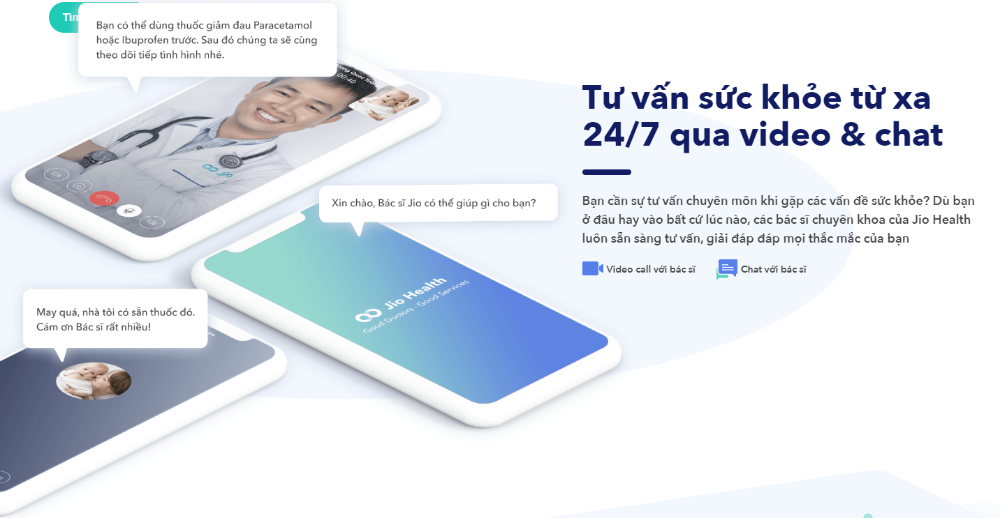 Bạn có thể dùng thuốc giảm đau Paracetamol
hoặc Ibuprofen trước. Sau đó chúng ta sẽ cùng
theo dõi tiếp tình hình nhé.
00:40
jio
Xin chào, Bác sĩ Jio có thể giúp gì cho bạn?
Jio Health
Good Doctors · Good Services
May quá, nhà tôi có sẵn thuốc đó.
Cám ơn Bác sĩ rất nhiều!
Tư vấn sức khỏe từ xa
24/7 qua video & chat
Bạn cần sự tư vấn chuyên môn khi gặp các vấn đề sức khỏe? Dù bạn
ở đâu hay vào bất cứ lúc nào, các bác sĩ chuyên khoa của Jio Health
luôn sẵn sàng tư vấn, giải đáp đáp mọi thắc mắc của bạn
Video call với bác sĩ
Chat với bác sĩ